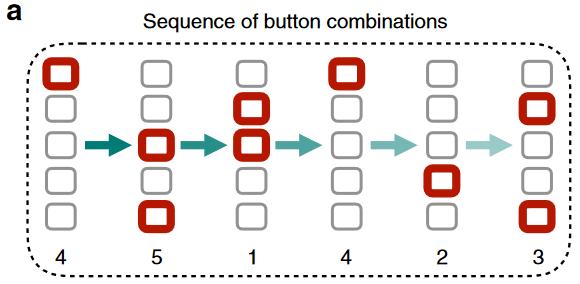 a
Sequence of button combinations
4 5 1 4 2 3